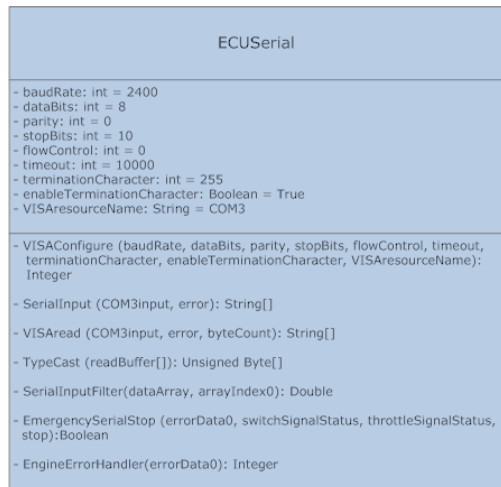 ECUSerial
- baudRate: int = 2400
- dataBits: int = 8
- parity: int = 0
- stopBits: int = 10
- flowControl: int = 0
- timeout: int = 10000
- terminationCharacter: int = 255
- enableTerminationCharacter: Boolean = True
- VISAresourceName: String = COM3
- VISAConfigure (baudRate, dataBits, parity, stopBits, flowControl, timeout,
terminationCharacter, enableTerminationCharacter, VISAresourceName):
Integer
- SerialInput (COM3input, error): String[]
- VISAread (COM3input, error, byteCount): String[]
- TypeCast (readBuffer[]): Unsigned Byte[]
- SerialInputFilter(dataArray, arrayIndex0): Double
- EmergencySerialStop (errorData0, switchSignalStatus, throttleSignalStatus,
stop):Boolean
- EngineErrorHandler(errorData0): Integer